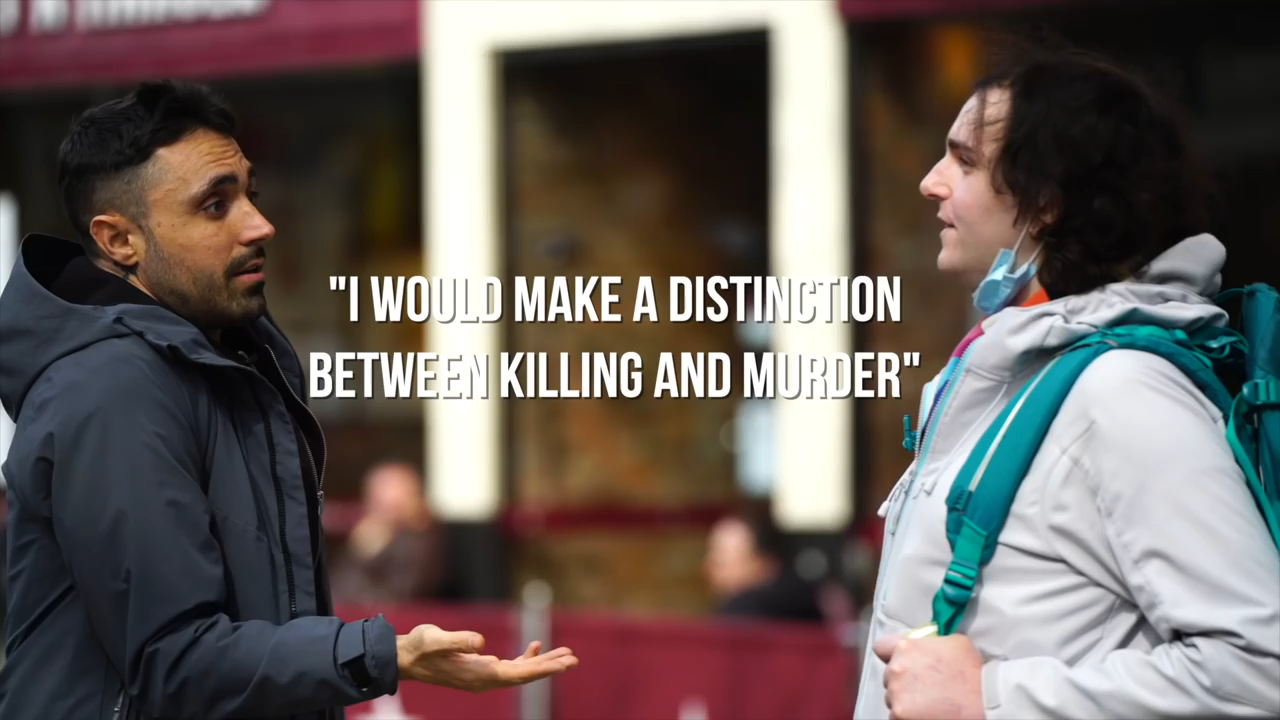 "I WOULD MAKE A DISTINCTION
BETWEEN KILLING AND MURDER"